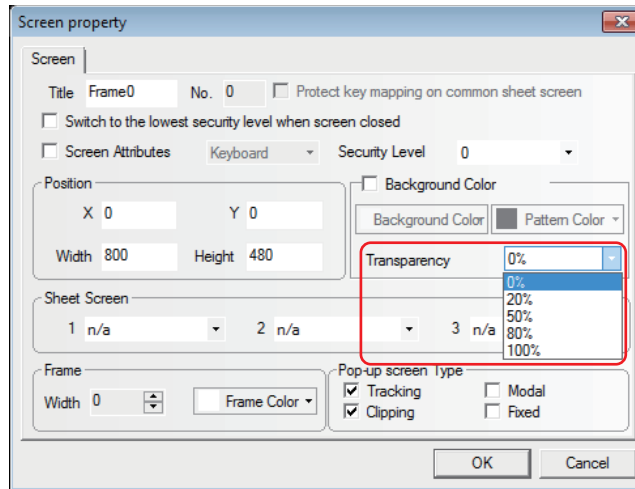 Screen property
Screen
Title Frame0 No. 0 Protect key mapping on common sheet screen
Switch to the lowest security level when screen closed
Screen Attributes Keyboard Security Level 0
Position Background Color
X 0 Y 0 Background Color Pattern Color
Width 800 Height 480 Transparency 0%
0%
Sheet Screen 20%
50%
1 n/a 2 n/a 3 n/a 80%
100%
Frame Pop-up screen Type
Tracking Modal
Width 0 Frame Color Clipping Fixed
OK Cancel